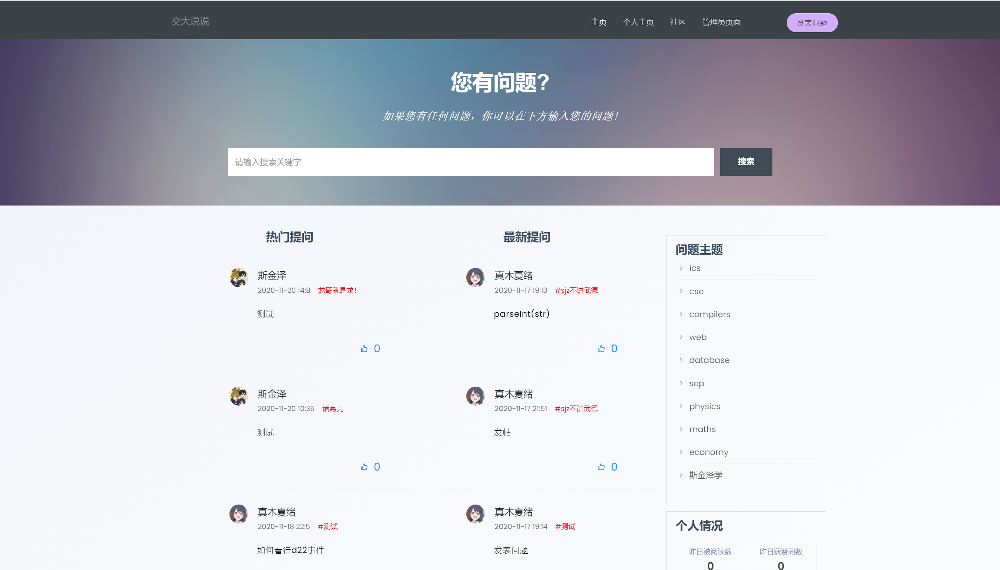 交大说说
主页 个人主页 社区 管理员页面 发表问题
您有问题?
如果您有任何问题，你可以在下方输入您的问题！
请输入搜索关键字 搜索
热门提问
斯金泽
2020-11-20 14:8 龙哥就是龙！
测试
0
斯金泽
2020-11-20 10:35 诸葛亮
测试
0
真木夏绪
2020-11-18 22:5 #测试
如何看待d22事件
最新提问
真木夏绪
2020-11-17 19:13 #sjz不讲武德
parseInt(str)
0
真木夏绪
2020-11-17 21:51 #sjz不讲武德
发帖
0
真木夏绪
2020-11-17 19:14 #测试
发表问题
问题主题
ics
cse
compilers
web
database
sep
physics
maths
economy
斯金泽学
个人情况
昨日被阅读数 昨日获赞同数
0 0